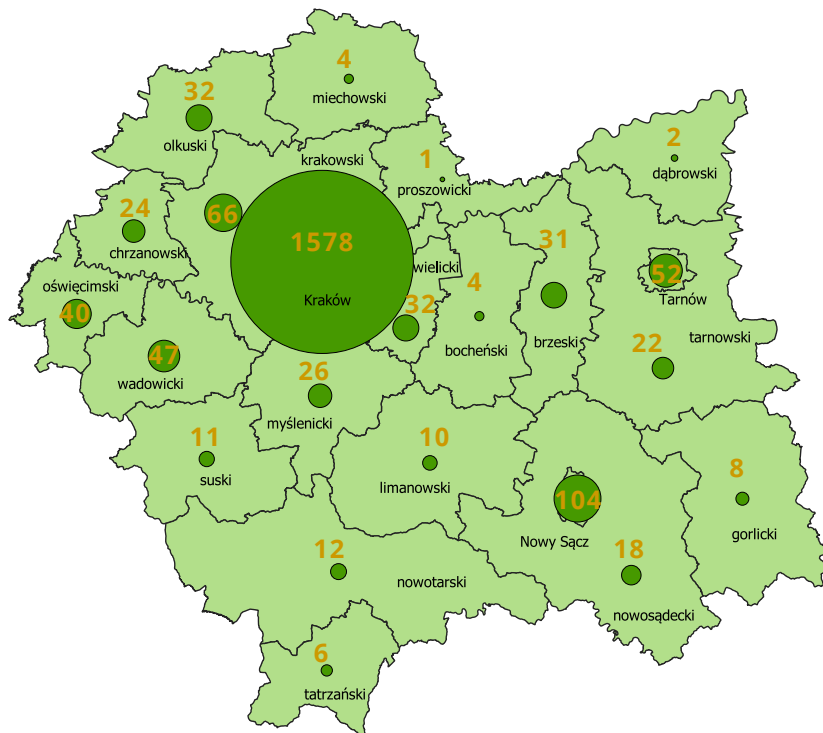 4
miechowski
32
olkuski
krakowski
1
proszowicki
2
dąbrowski
24
chrzanowski
66
1578
Kraków
wielicki
32
4
bocheński
31
brzeski
52
Tarnów
22
tarnowski
oświęcimski
40
47
wadowicki
26
myślenicki
11
suski
10
limanowski
104
Nowy Sącz
8
gorlicki
18
nowosądecki
12
nowotarski
6
tatrzański